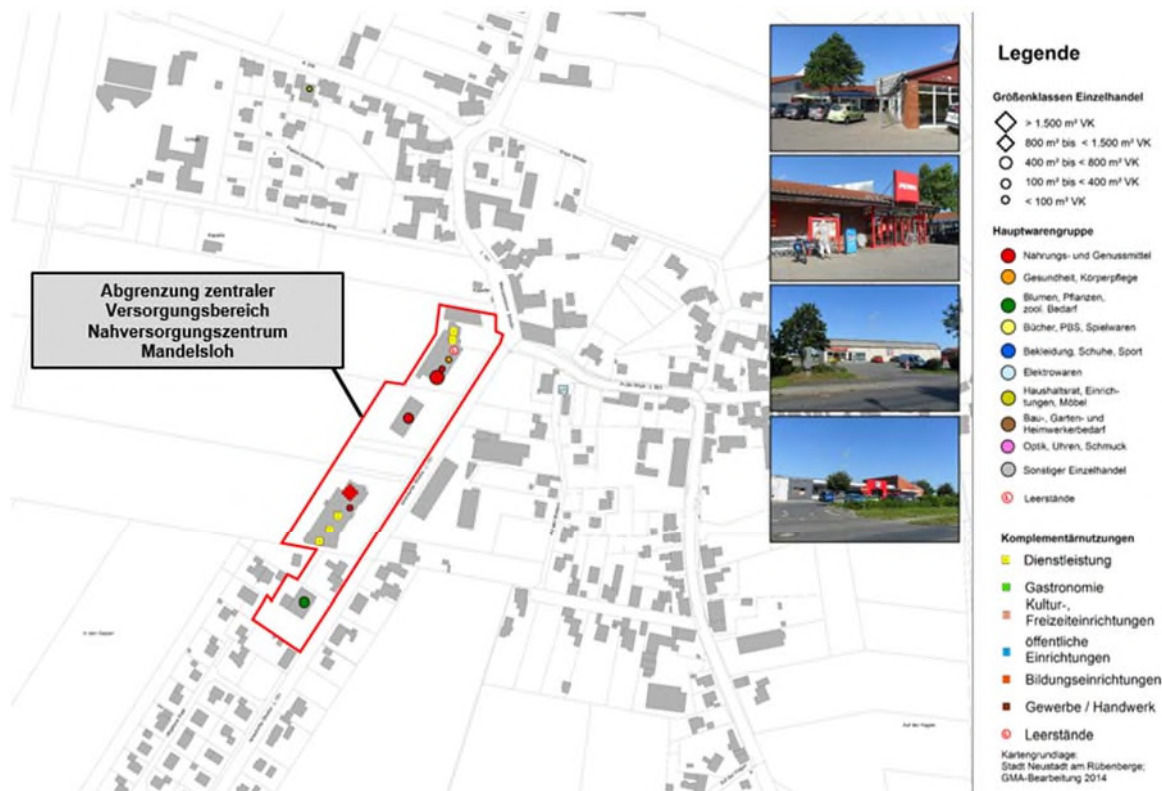 Abgrenzung zentraler
Versorgungsbereich
Nahversorgungszentrum
Mandelsloh
Legende
Größenklassen Einzelhandel
> 1.500 m² VK
800 m² bis < 1.500 m² VK
400 m² bis < 800 m² VK
100 m² bis < 400 m² VK
< 100 m² VK
Hauptwarengruppe
Nahrungs- und Genussmittel
Gesundheit, Körperpflege
Blumen, Pflanzen,
zool. Bedarf
Bücher, PBS, Spielwaren
Bekleidung, Schuhe, Sport
Elektrowaren
Haushaltsrat, Einrich-
tungen, Möbel
Bau-, Garten- und
Heimwerkerbedarf
Optik, Uhren, Schmuck
Sonstiger Einzelhandel
Leerstände
Komplementärnutzungen
Dienstleistung
Gastronomie
Kultur-,
Freizeiteinrichtungen
öffentliche
Einrichtungen
Bildungseinrichtungen
Gewerbe / Handwerk
Leerstände
Kartengrundlage:
Stadt Neustadt am Rübenberge;
GMA-Bearbeitung 2014